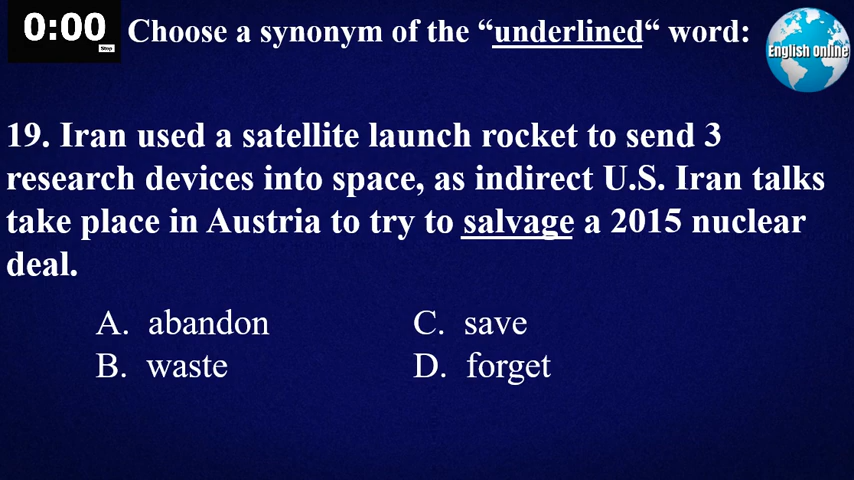 0:00
Stop
Choose a synonym of the “underlined“ word:
English Online
19. Iran used a satellite launch rocket to send 3
research devices into space, as indirect U.S. Iran talks
take place in Austria to try to salvage a 2015 nuclear
deal.
A. abandon
B. waste
C. save
D. forget